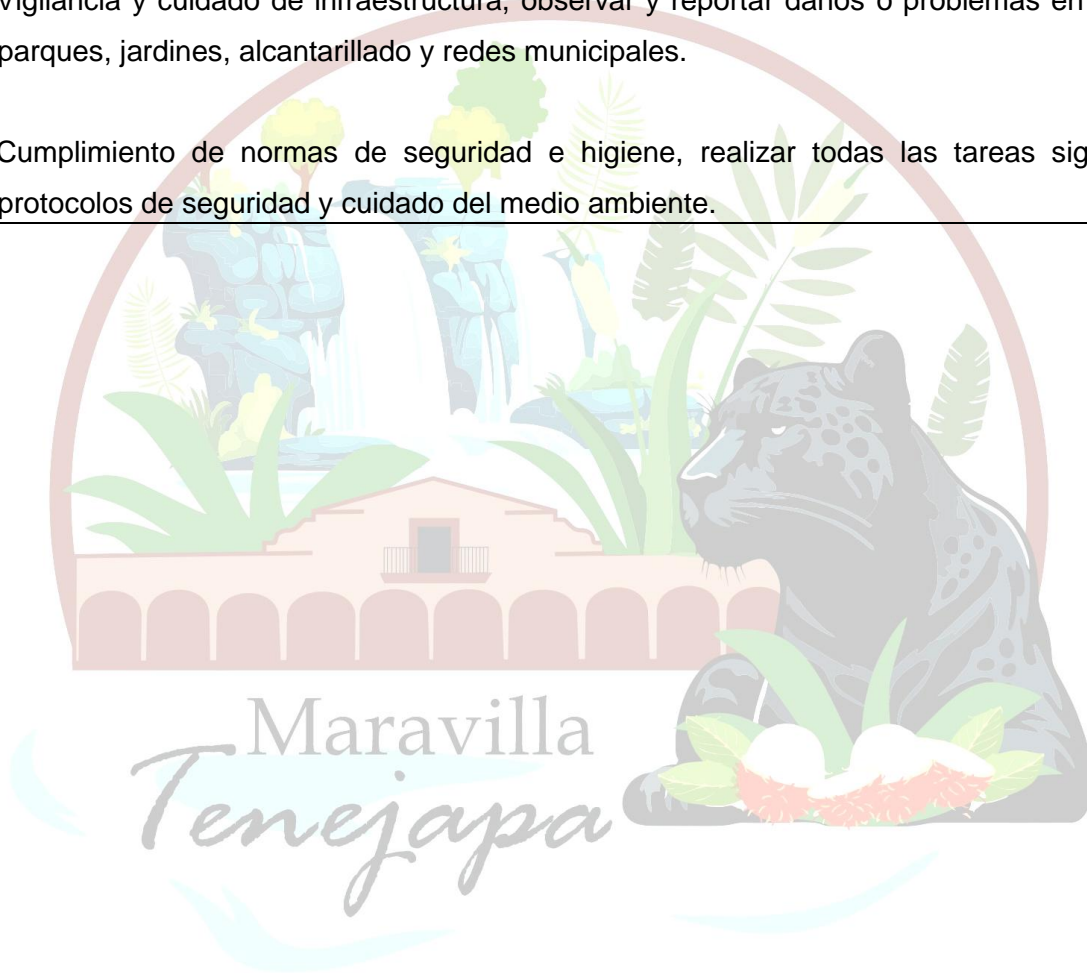 Vigilancia y cuidado de infraestructura, observar y reportar daños o problemas en
parques, jardines, alcantarillado y redes municipales.
Cumplimiento de normas de seguridad e higiene, realizar todas las tareas sig
protocolos de seguridad y cuidado del medio ambiente.
Maravilla
Tenejapa